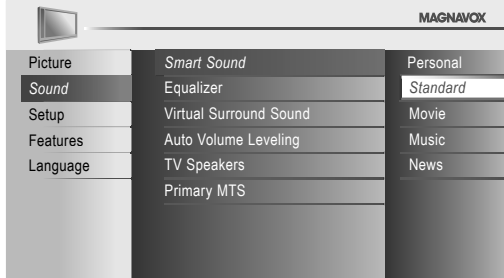 MAGNAVOX
Picture
Sound
Setup
Features
Language
Smart Sound
Equalizer
Virtual Surround Sound
Auto Volume Leveling
TV Speakers
Primary MTS
Personal
Standard
Movie
Music
News